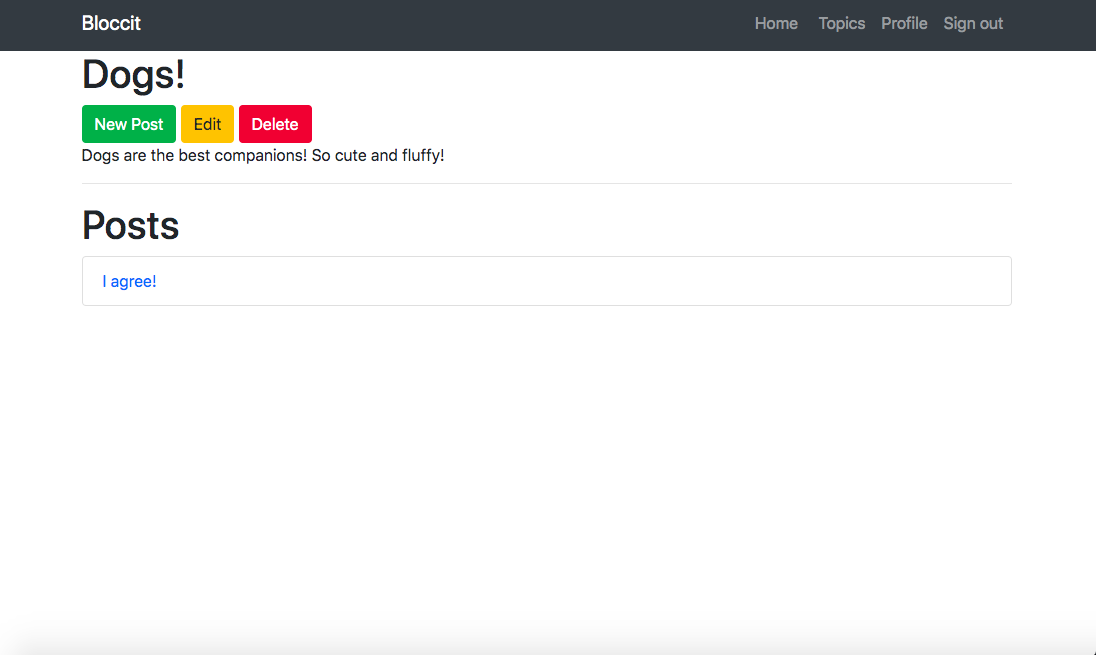 Bloccit Home Topics Profile Sign out
Dogs!
New Post Edit Delete
Dogs are the best companions! So cute and fluffy!
Posts
I agree!